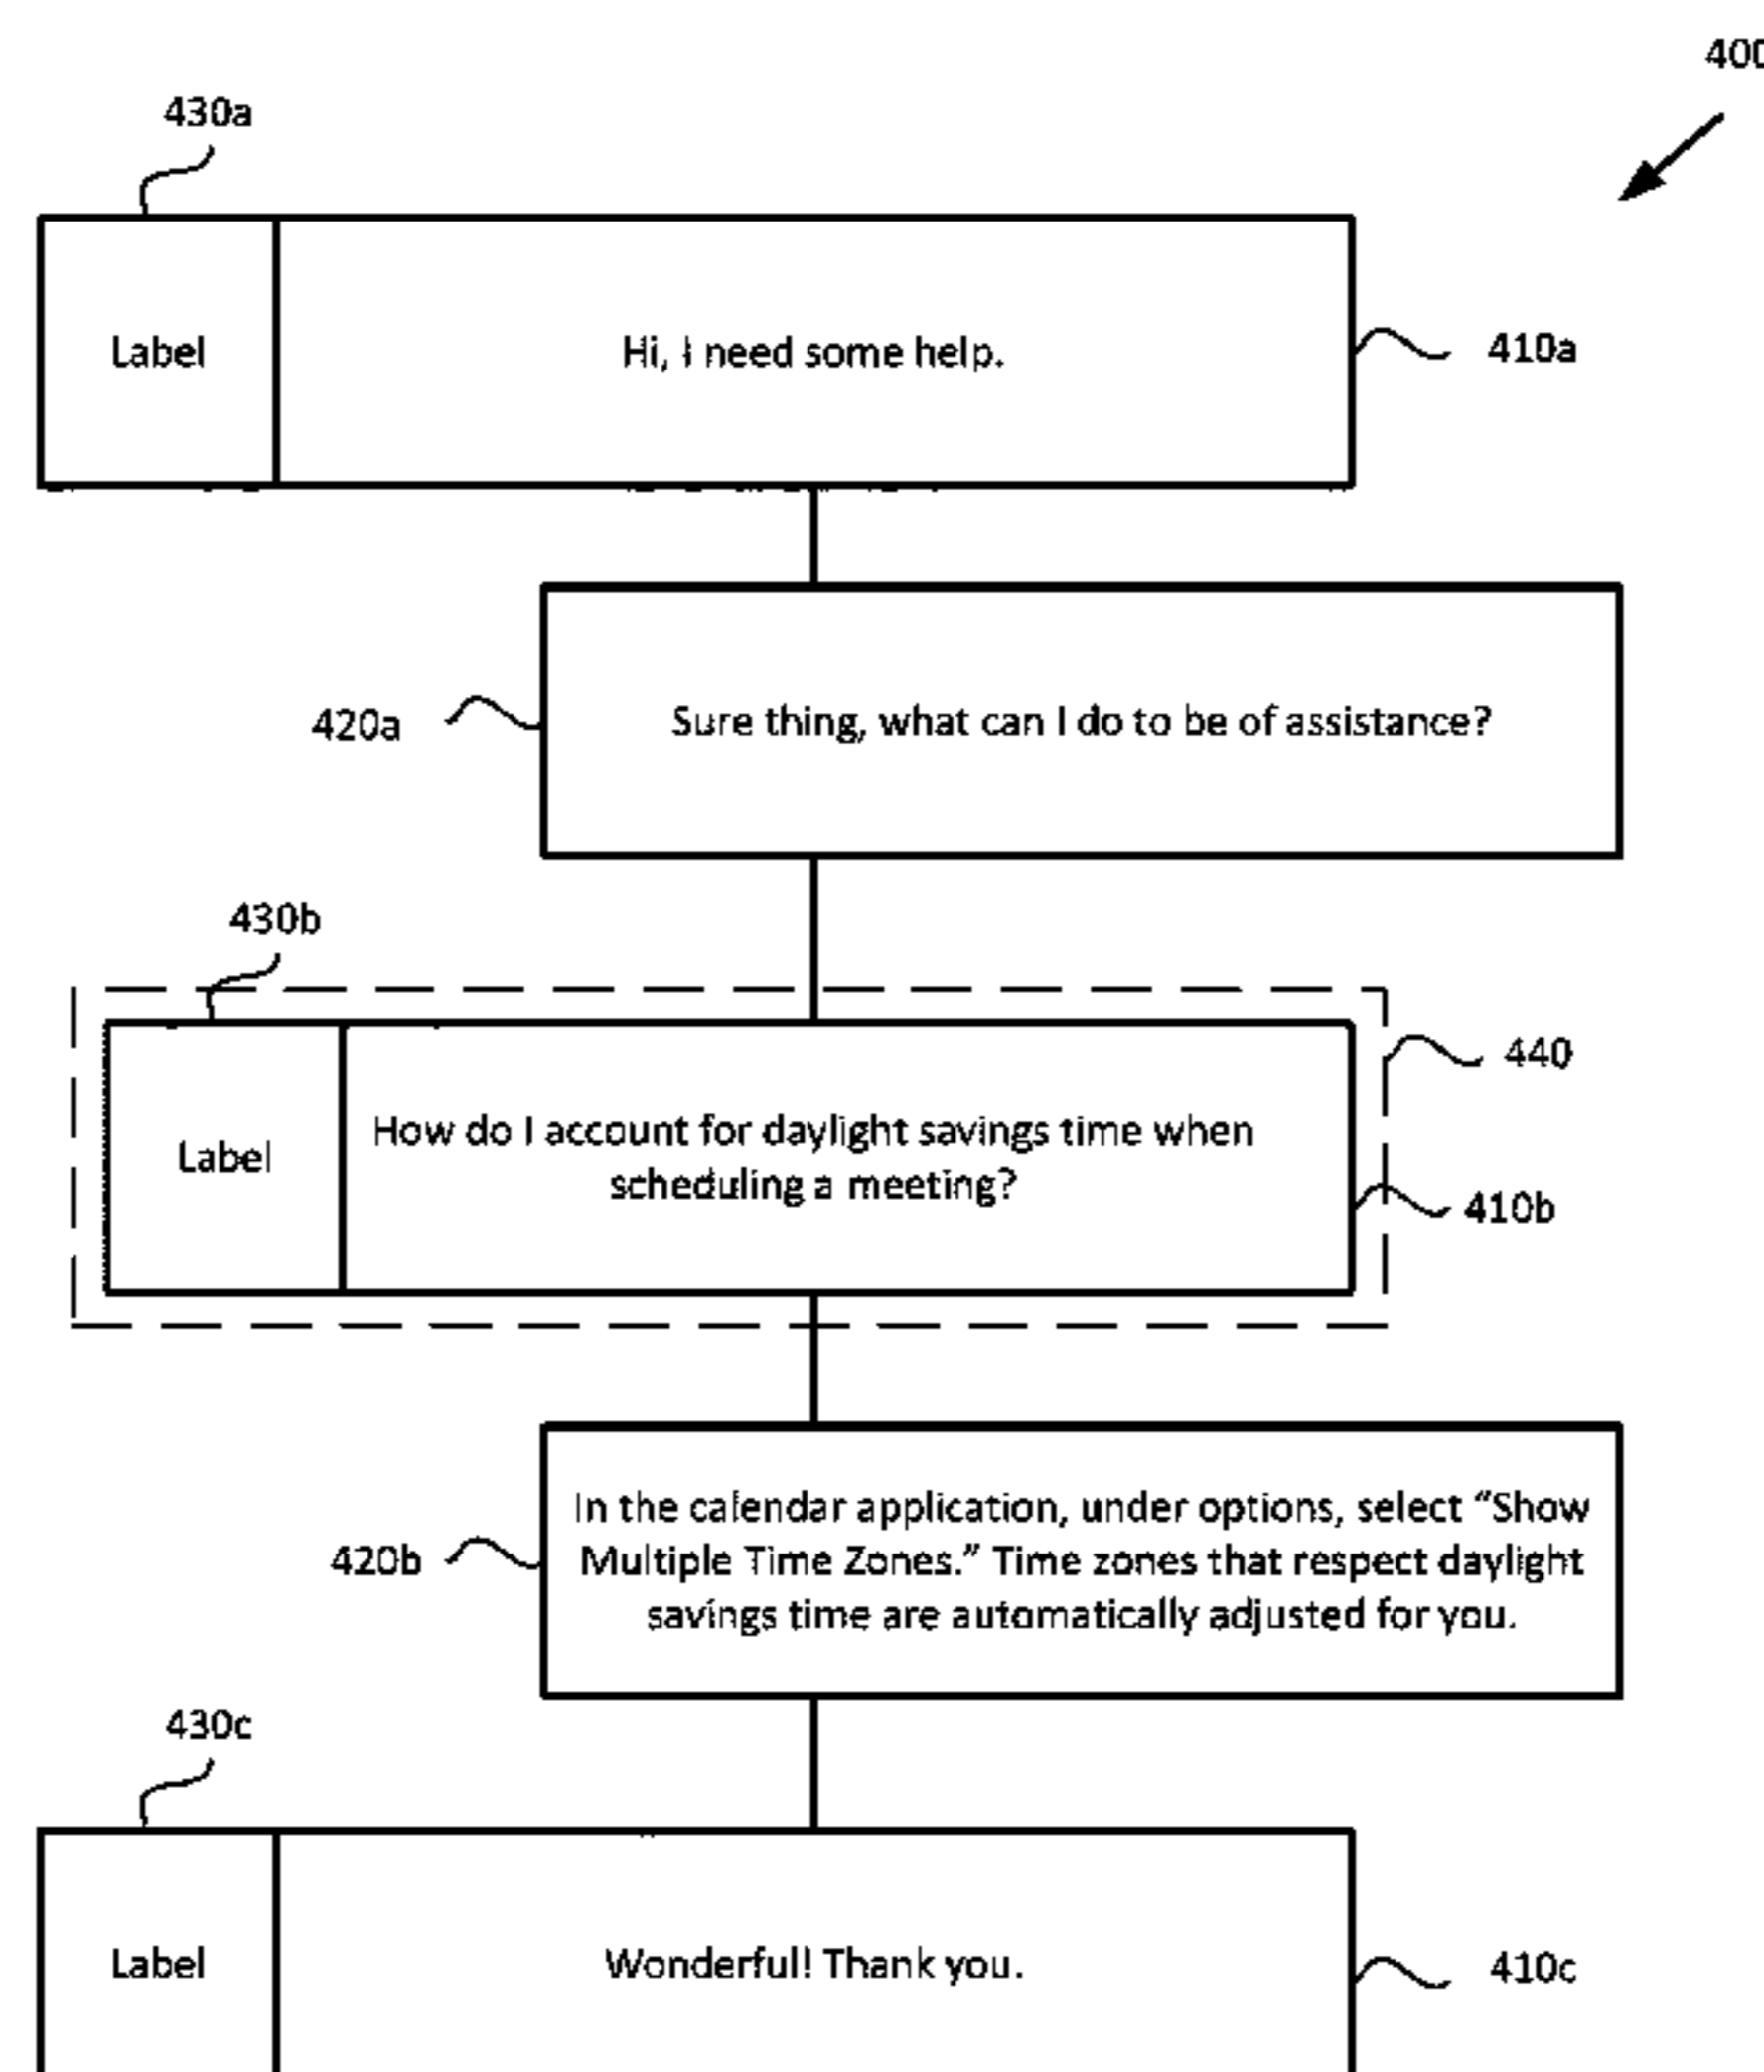 400
430a
Label
Hi, I need some help.
410a
420a
Sure thing, what can I do to be of assistance?
430b
440
Label
How do I account for daylight savings time when
scheduling a meeting?
410b
In the calendar application, under options, select “Show
Multiple Time Zones.” Time zones that respect daylight
savings time are automatically adjusted for you.
420b
430c
Label
Wonderful! Thank you.
410c